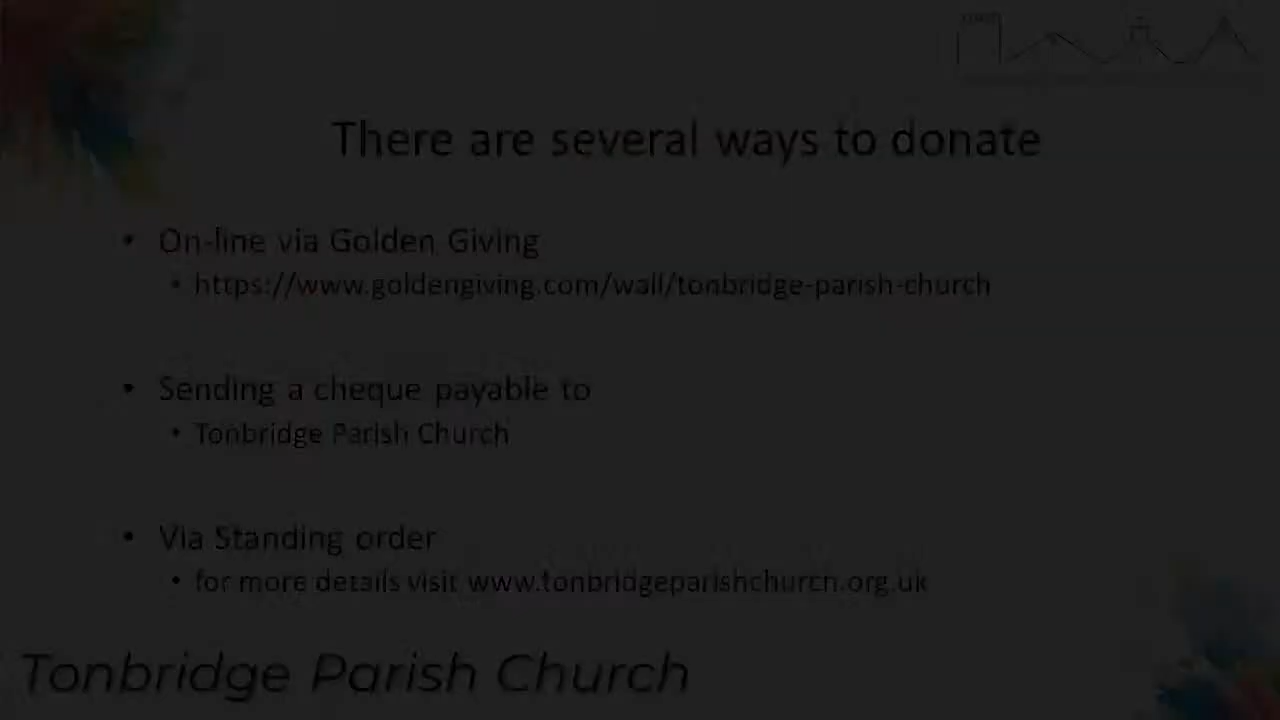 There are several ways to donate
• On-line via Golden Giving
• https://www.goldengiving.com/wall/tonbridge-parish-church
• Sending a cheque payable to
• Tonbridge Parish Church
• Via Standing order
• for more details visit www.tonbridgeparishchurch.org.uk
Tonbridge Parish Church